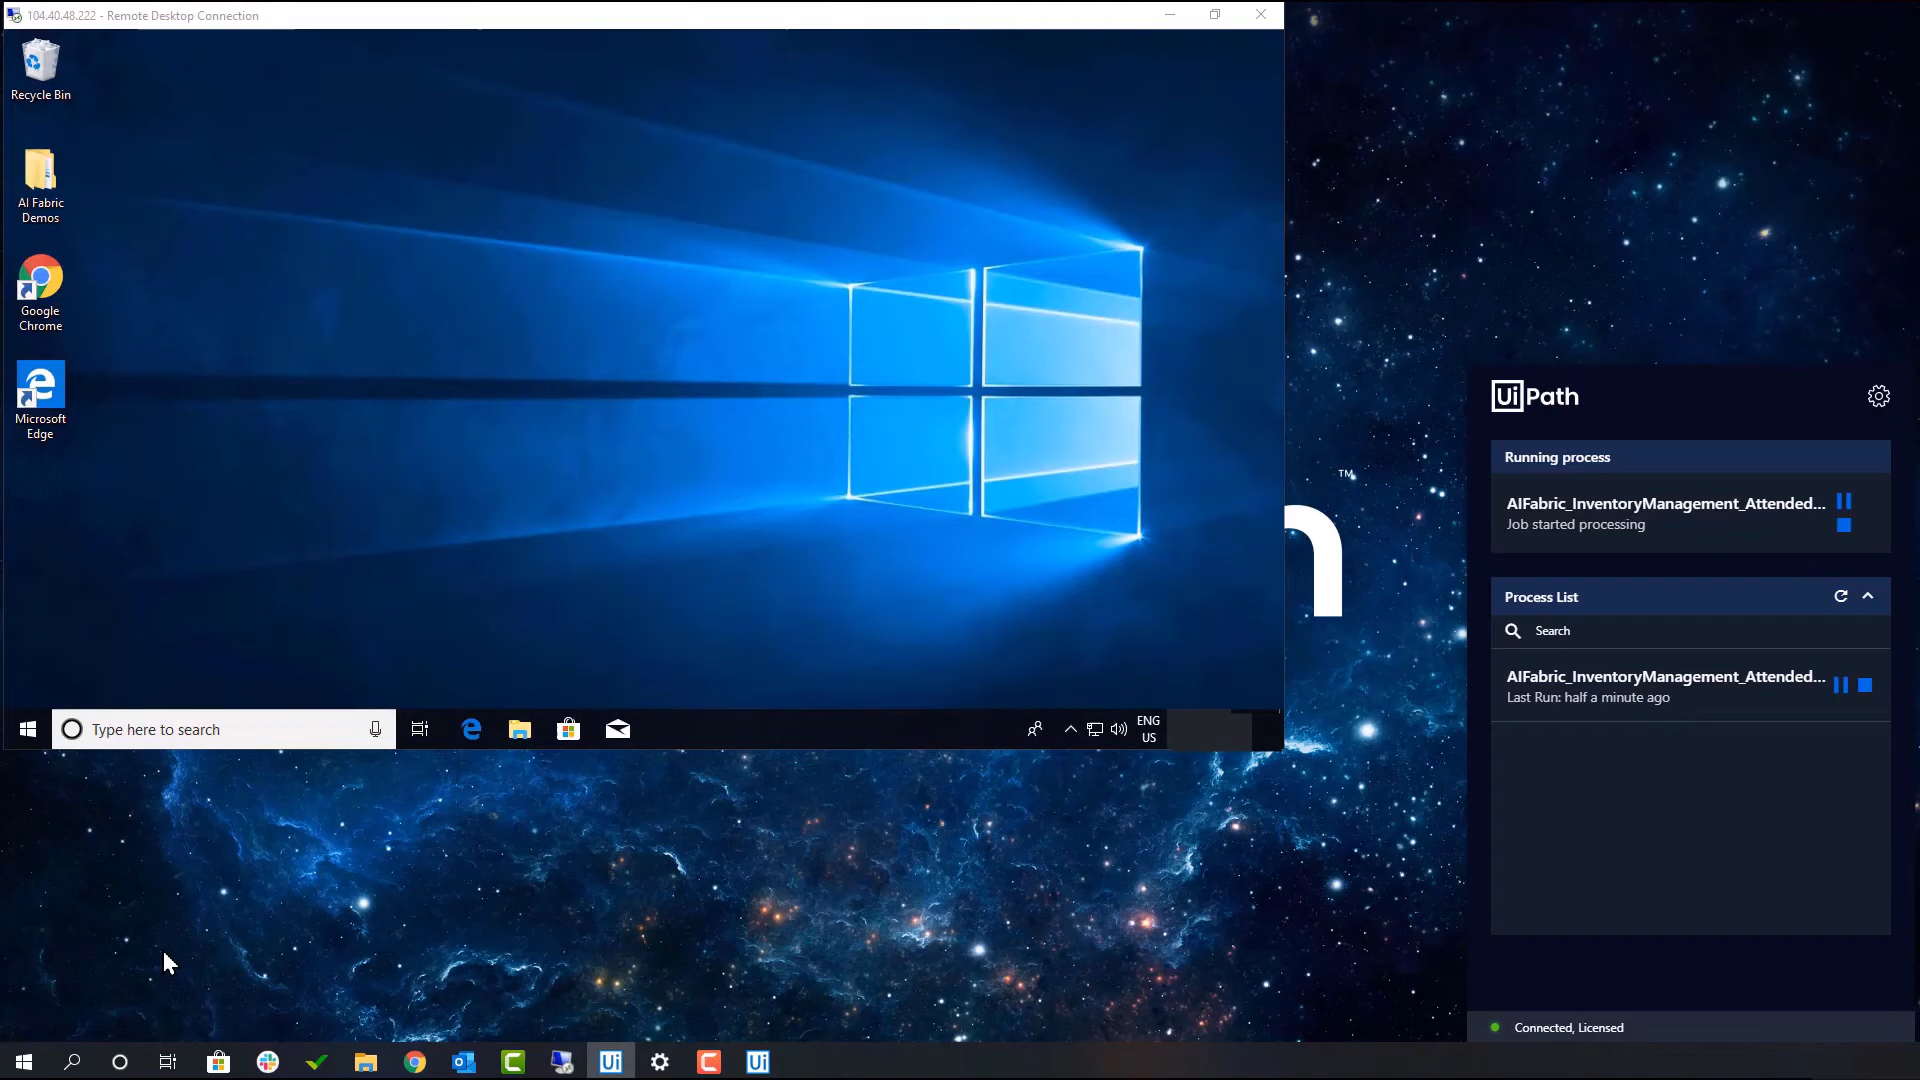 104.40.48.222 - Remote Desktop Connection
Recycle Bin
AI Fabric
Demos
Google
Chrome
Microsoft
Edge
Type here to search
ENG
US
n
TM
UiPath
Running process
AIFabric_InventoryManagement_Attended...
Job started processing
Process List
Search
AIFabric_InventoryManagement_Attended...
Last Run: half a minute ago
Connected, Licensed
Ui
Ui